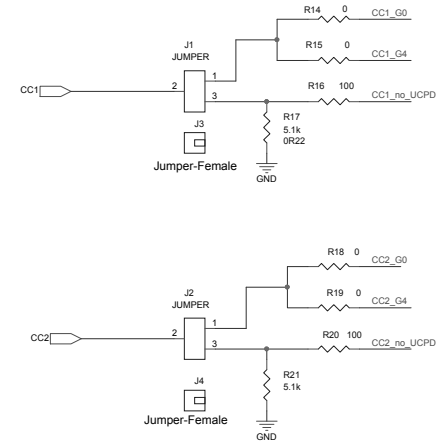 R14 0 CC1_G0
J1
JUMPER
R15 0 CC1_G4
1
CC1 2
R16 100 CC1_no_UCPD
3
R17
5.1k
0R22
J3
Jumper-Female
GND
R18 0 CC2_G0
J2
JUMPER
R19 0 CC2_G4
1
CC2 2
R20 100 CC2_no_UCPD
3
R21
5.1k
J4
Jumper-Female
GND